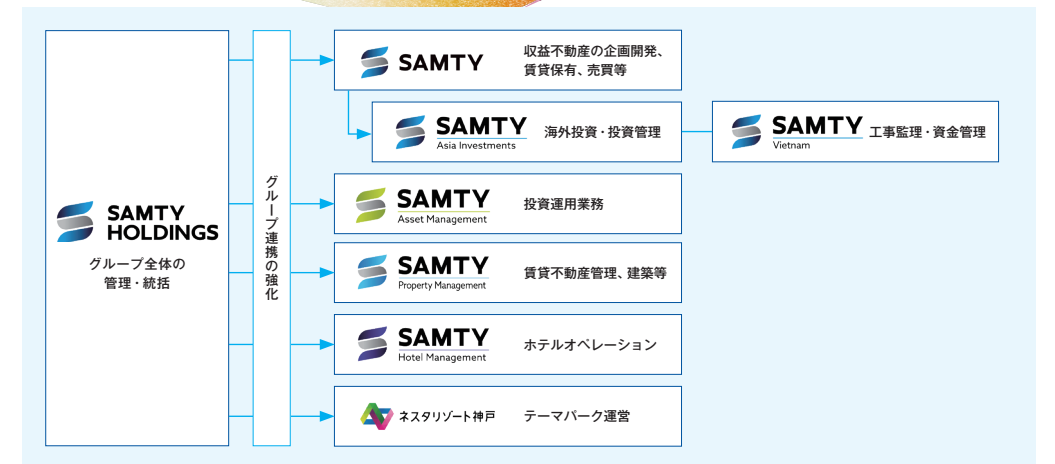 SAMTY
HOLDINGS
グループ全体の
管理・統括
グループ連携の強化
SAMTY
収益不動産の企画開発、
賃貸保有、売買等
SAMTY
Asia Investments
海外投資・投資管理
SAMTY
Vietnam
工事監理・資金管理
SAMTY
Asset Management
投資運用業務
SAMTY
Property Management
賃貸不動産管理、建築等
SAMTY
Hotel Management
ホテルオペレーション
ネスタリゾート神戸
テーマパーク運営